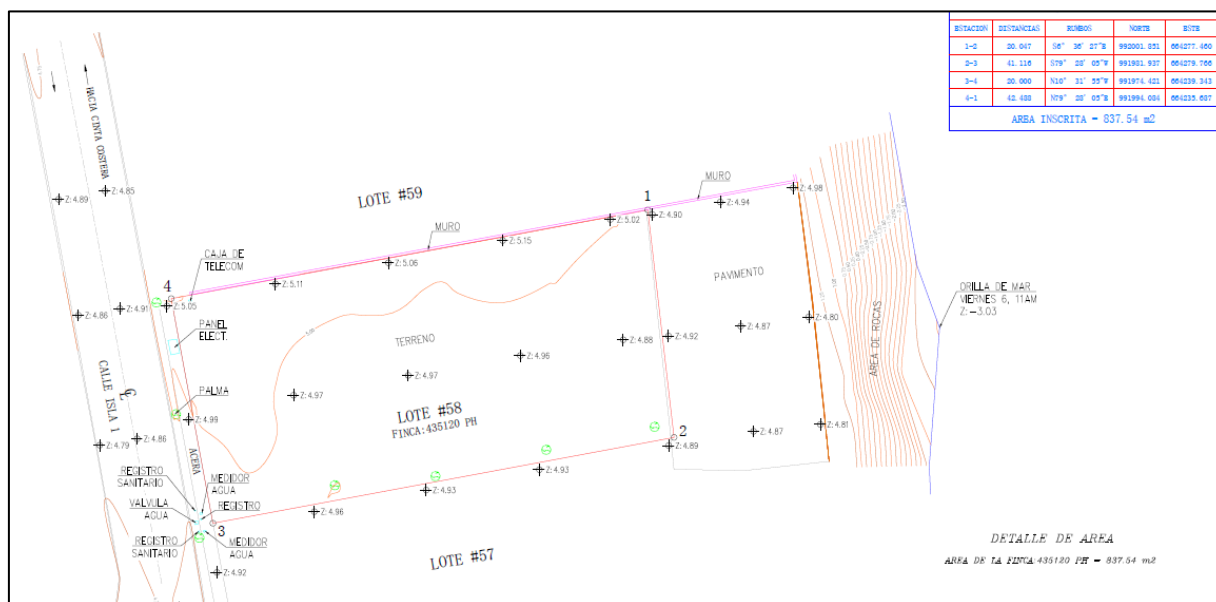 ESTACION DISTANCIAS RUMBOS NORTE ESTE
1-2 20.047 S6° 36' 27"E 992001.851 664277.460
2-3 41.116 S79° 28' 05"W 991981.937 664279.766
3-4 20.000 N10° 31' 55"W 991974.421 664239.343
4-1 42.488 N79° 28' 05"E 991994.084 664235.687
AREA INSCRITA = 837.54 m2
HACIA CINTA COSTERA
Z: 4.89
Z: 4.85
LOTE #59
MURO
Z: 4.98
Z: 4.94
1
Z: 4.90
Z: 5.02
MURO
Z: 5.15
Z: 5.06
CAJA DE
TELECOM
Z: 5.11
4
Z: 5.05
Z: 4.91
Z: 4.86
PAVIMENTO
ORILLA DE MAR
VIERNES 6, 11AM
Z:-3.03
PANEL
ELECT.
TERRENO
Z: 4.80
Z: 4.87
Z: 4.92
Z: 4.88
Z: 4.96
AREA DE ROCAS
CALLE ISLA 1
CL
Z: 4.97
Z: 4.97
PALMA
Z: 4.99
LOTE #58
FINCA:435120 PH
Z: 4.79
Z: 4.86
ACERA
2
Z: 4.89
Z: 4.87
Z: 4.81
REGISTRO
SANITARIO
MEDIDOR
AGUA
VALVULA
AGUA
REGISTRO
Z: 4.93
Z: 4.93
Z: 4.96
3
REGISTRO
SANITARIO
MEDIDOR
AGUA
LOTE #57
Z: 4.92
DETALLE DE AREA
AREA DE LA FINCA 435120 PH = 837.54 m2